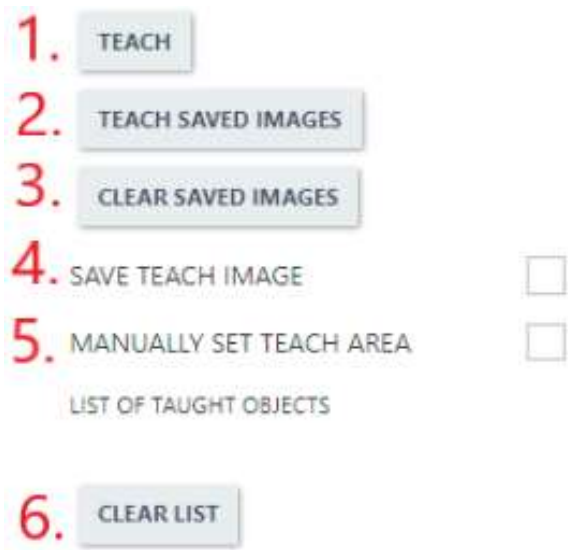 1. TEACH
2. TEACH SAVED IMAGES
3. CLEAR SAVED IMAGES
4. SAVE TEACH IMAGE
5. MANUALLY SET TEACH AREA
LIST OF TAUGHT OBJECTS
6. CLEAR LIST